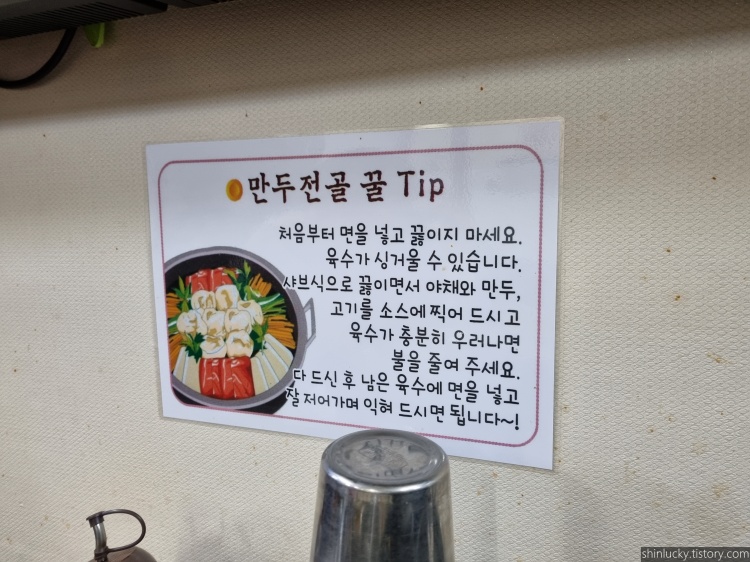 만두전골 꿀 Tip
처음부터 면을 넣고 끓이지 마세요.
육수가 싱거울 수 있습니다.
샤브식으로 끓이면서 야채와 만두,
고기를 소스에 찍어 드시고
육수가 충분히 우러나면
불을 줄여 주세요.
다 드신 후 남은 육수에 면을 넣고
잘 저어가며 익혀 드시면 됩니다~!
shinlucky.tistory.com